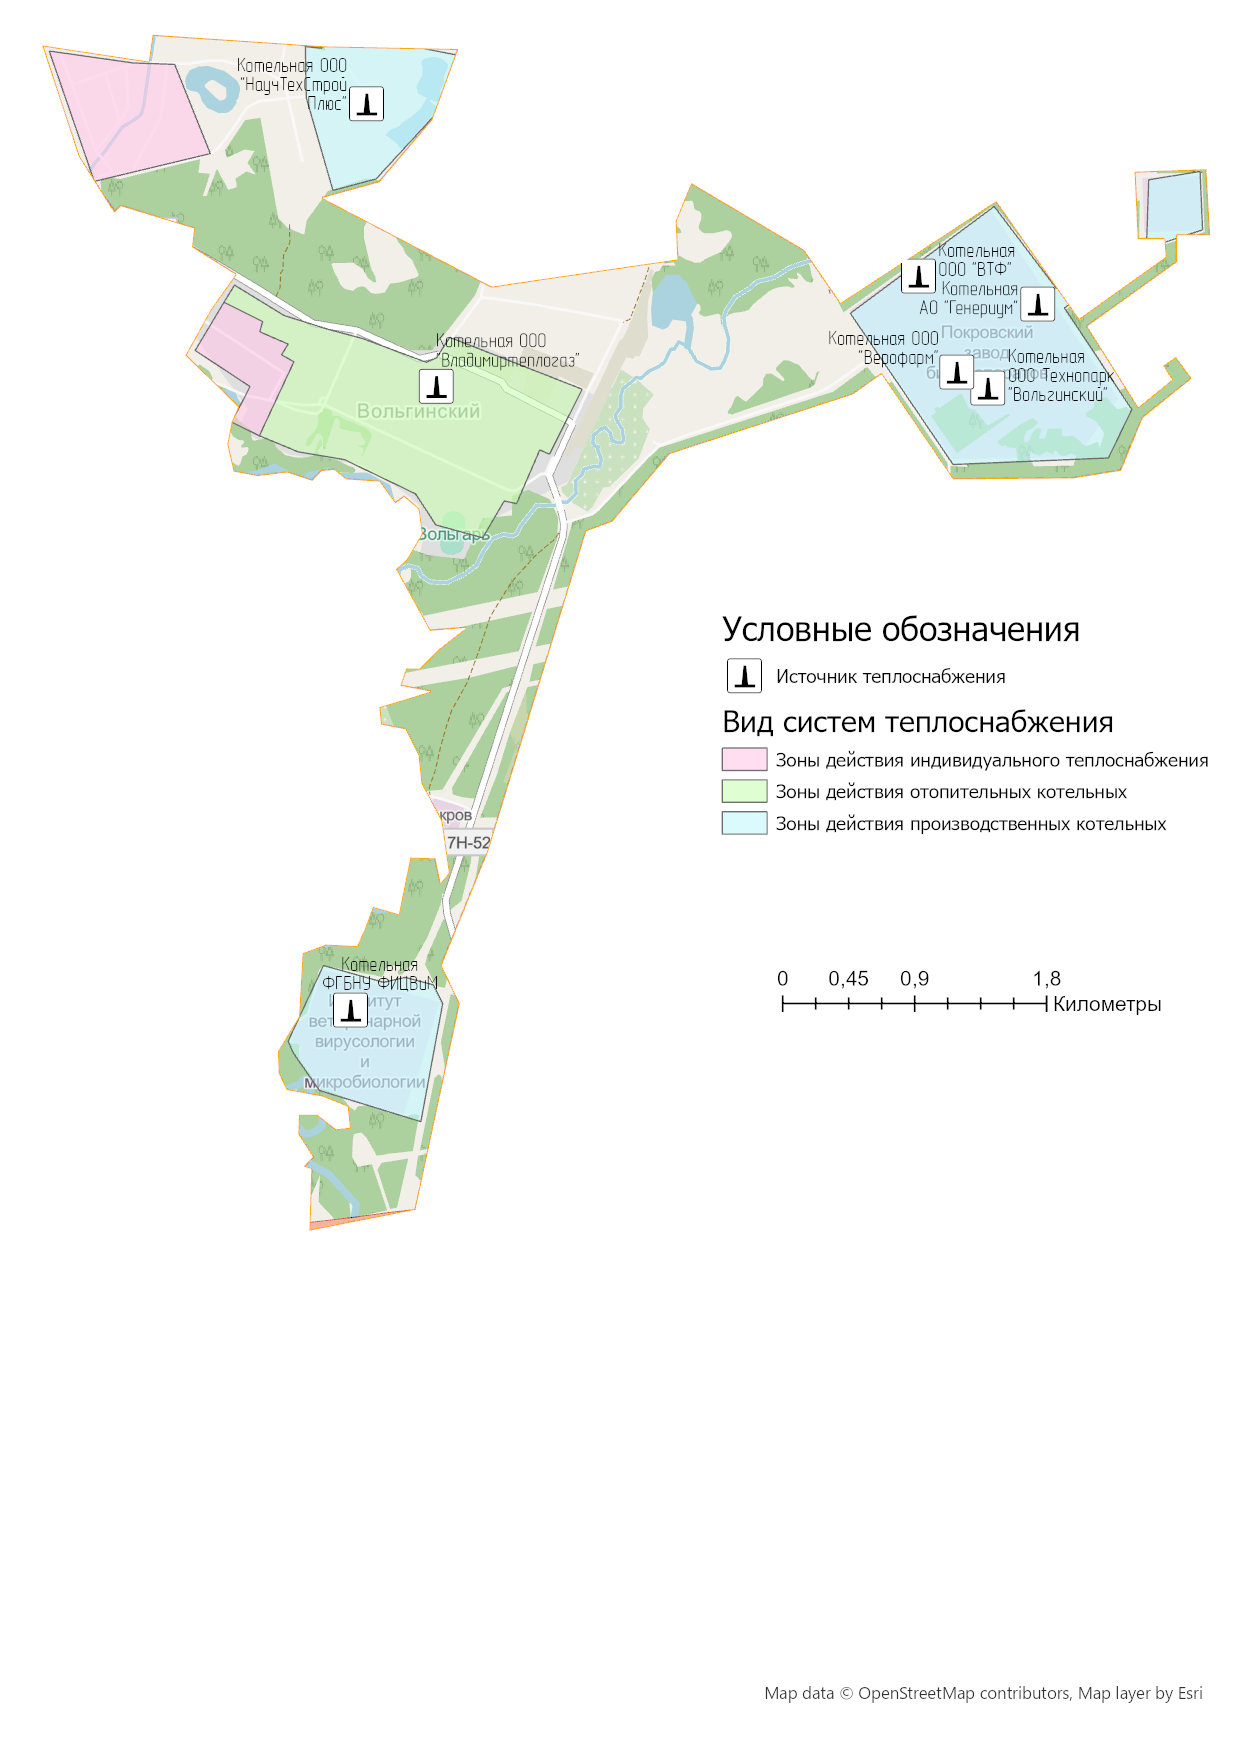 Котельная ООО
"НаучТехСтрой
Плюс"
Котельная
ООО "ВТФ"
Котельная
АО "Генериум"
Покровский
завод
Котельная ООО
"Верофарм"
Котельная
ООО Технопарк
"Вольгинский"
Котельная ООО
"Владимиртеплогаз"
Вольгинский
Вольгарь
Условные обозначения
Источник теплоснабжения
Вид систем теплоснабжения
Зоны действия индивидуального теплоснабжения
Зоны действия отопительных котельных
Зоны действия производственных котельных
кров
7Н-52
Котельная
ФГБНУ ФИЦВиМ
Институт
ветеринарной
вирусологии
и
микробиологии
0 0,45 0,9 1,8
Километры
Map data © OpenStreetMap contributors, Map layer by Esri